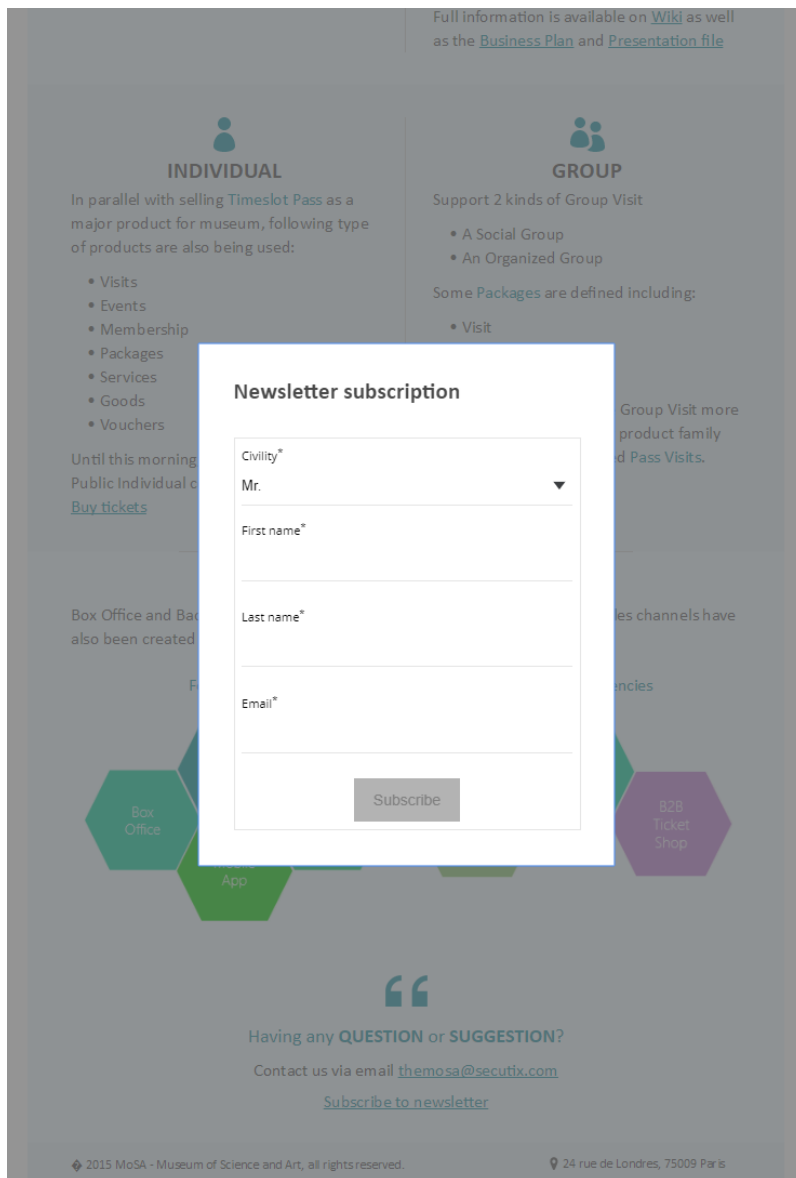 Full information is available on Wiki as well
as the Business Plan and Presentation file
INDIVIDUAL
In parallel with selling Timeslot Pass as a
major product for museum, following type
of products are also being used:
• Visits
• Events
• Membership
• Packages
• Services
• Goods
• Vouchers
Until this morning
Public Individual
Buy tickets
GROUP
Support 2 kinds of Group Visit
• A Social Group
• An Organized Group
Some Packages are defined including:
• Visit
Group Visit more
product family
Pass Visits.
Newsletter subscription
Civility*
Mr.
First name*
Last name*
Email*
Subscribe
Box Office and
les channels have
also been created
encies
Box
Office
App
B2B
Ticket
Shop
Having any QUESTION or SUGGESTION?
Contact us via email themosa@secutix.com
Subscribe to newsletter
� 2015 MoSA - Museum of Science and Art, all rights reserved.
24 rue de Londres, 75009 Paris